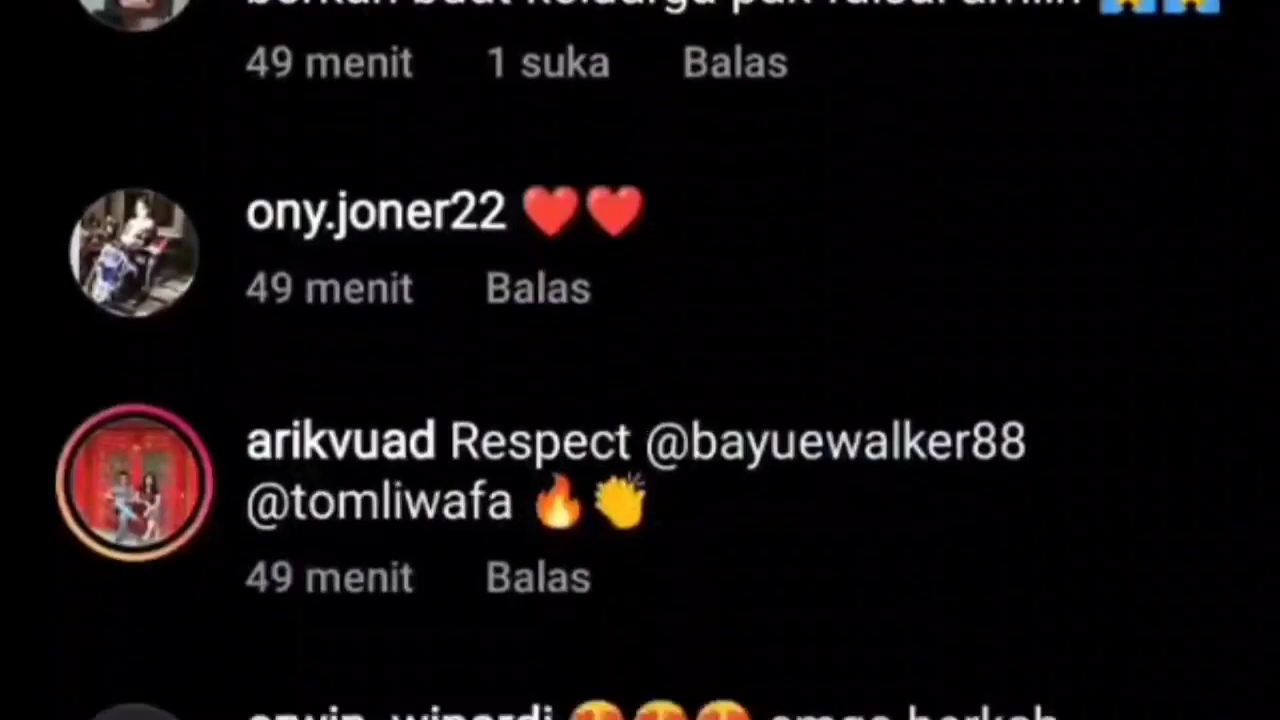 49 menit 1 suka Balas
ony.joner22 ❤️❤️
49 menit Balas
arikvuad Respect @bayuewalker88
@tomliwafa 🔥👏
49 menit Balas